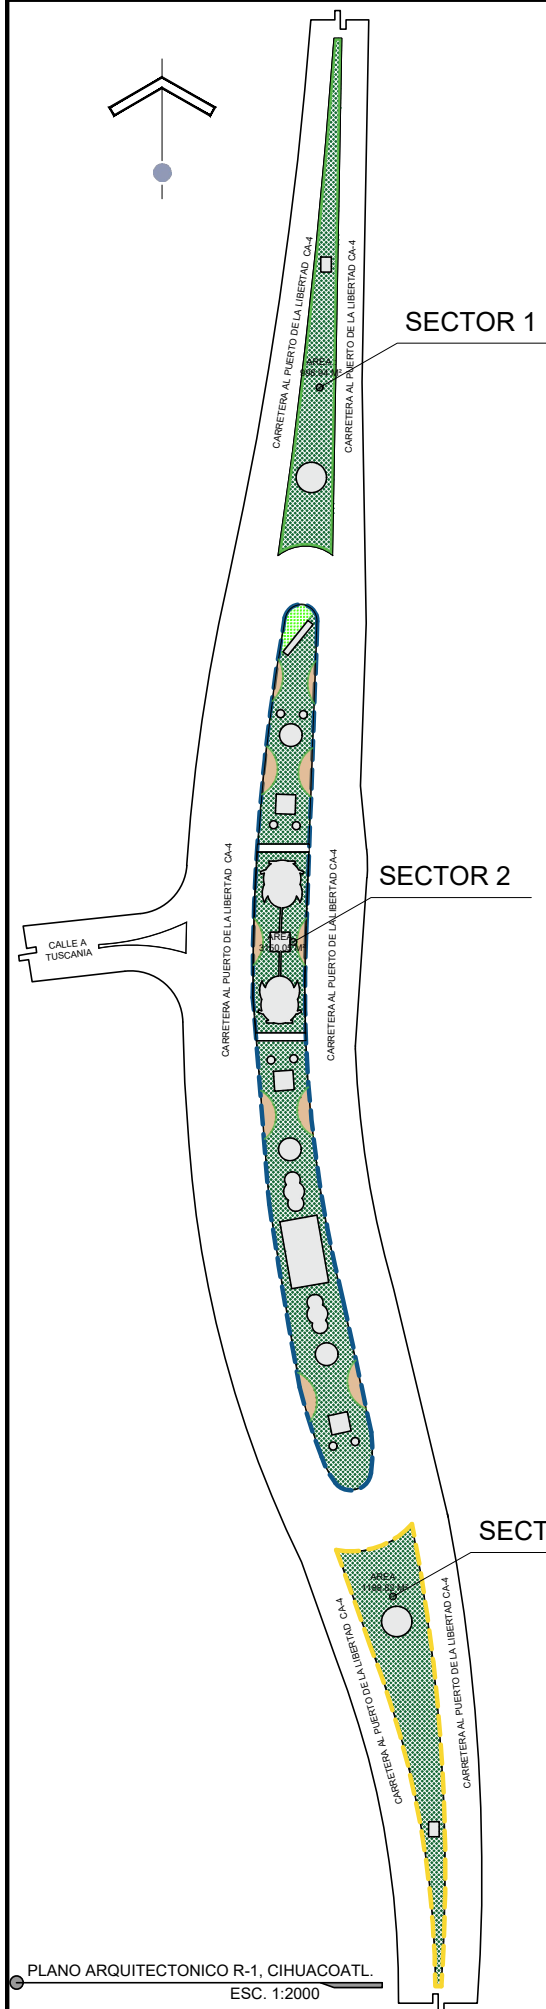 SECTOR 1
CARRETERA AL PUERTO DE LA LIBERTAD CA-4
CARRETERA AL PUERTO DE LA LIBERTAD CA-4
AREA
SECTOR 2
CARRETERA AL PUERTO DE LA LIBERTAD CA-4
CARRETERA AL PUERTO DE LA LIBERTAD CA-4
AREA
CALLE A
TUSCANIA
SECT
AREA
CARRETERA AL PUERTO DE LA LIBERTAD CA-4
CARRETERA AL PUERTO DE LA LIBERTAD CA-4
PLANO ARQUITECTONICO R-1, CIHUACOATL.
ESC. 1:2000